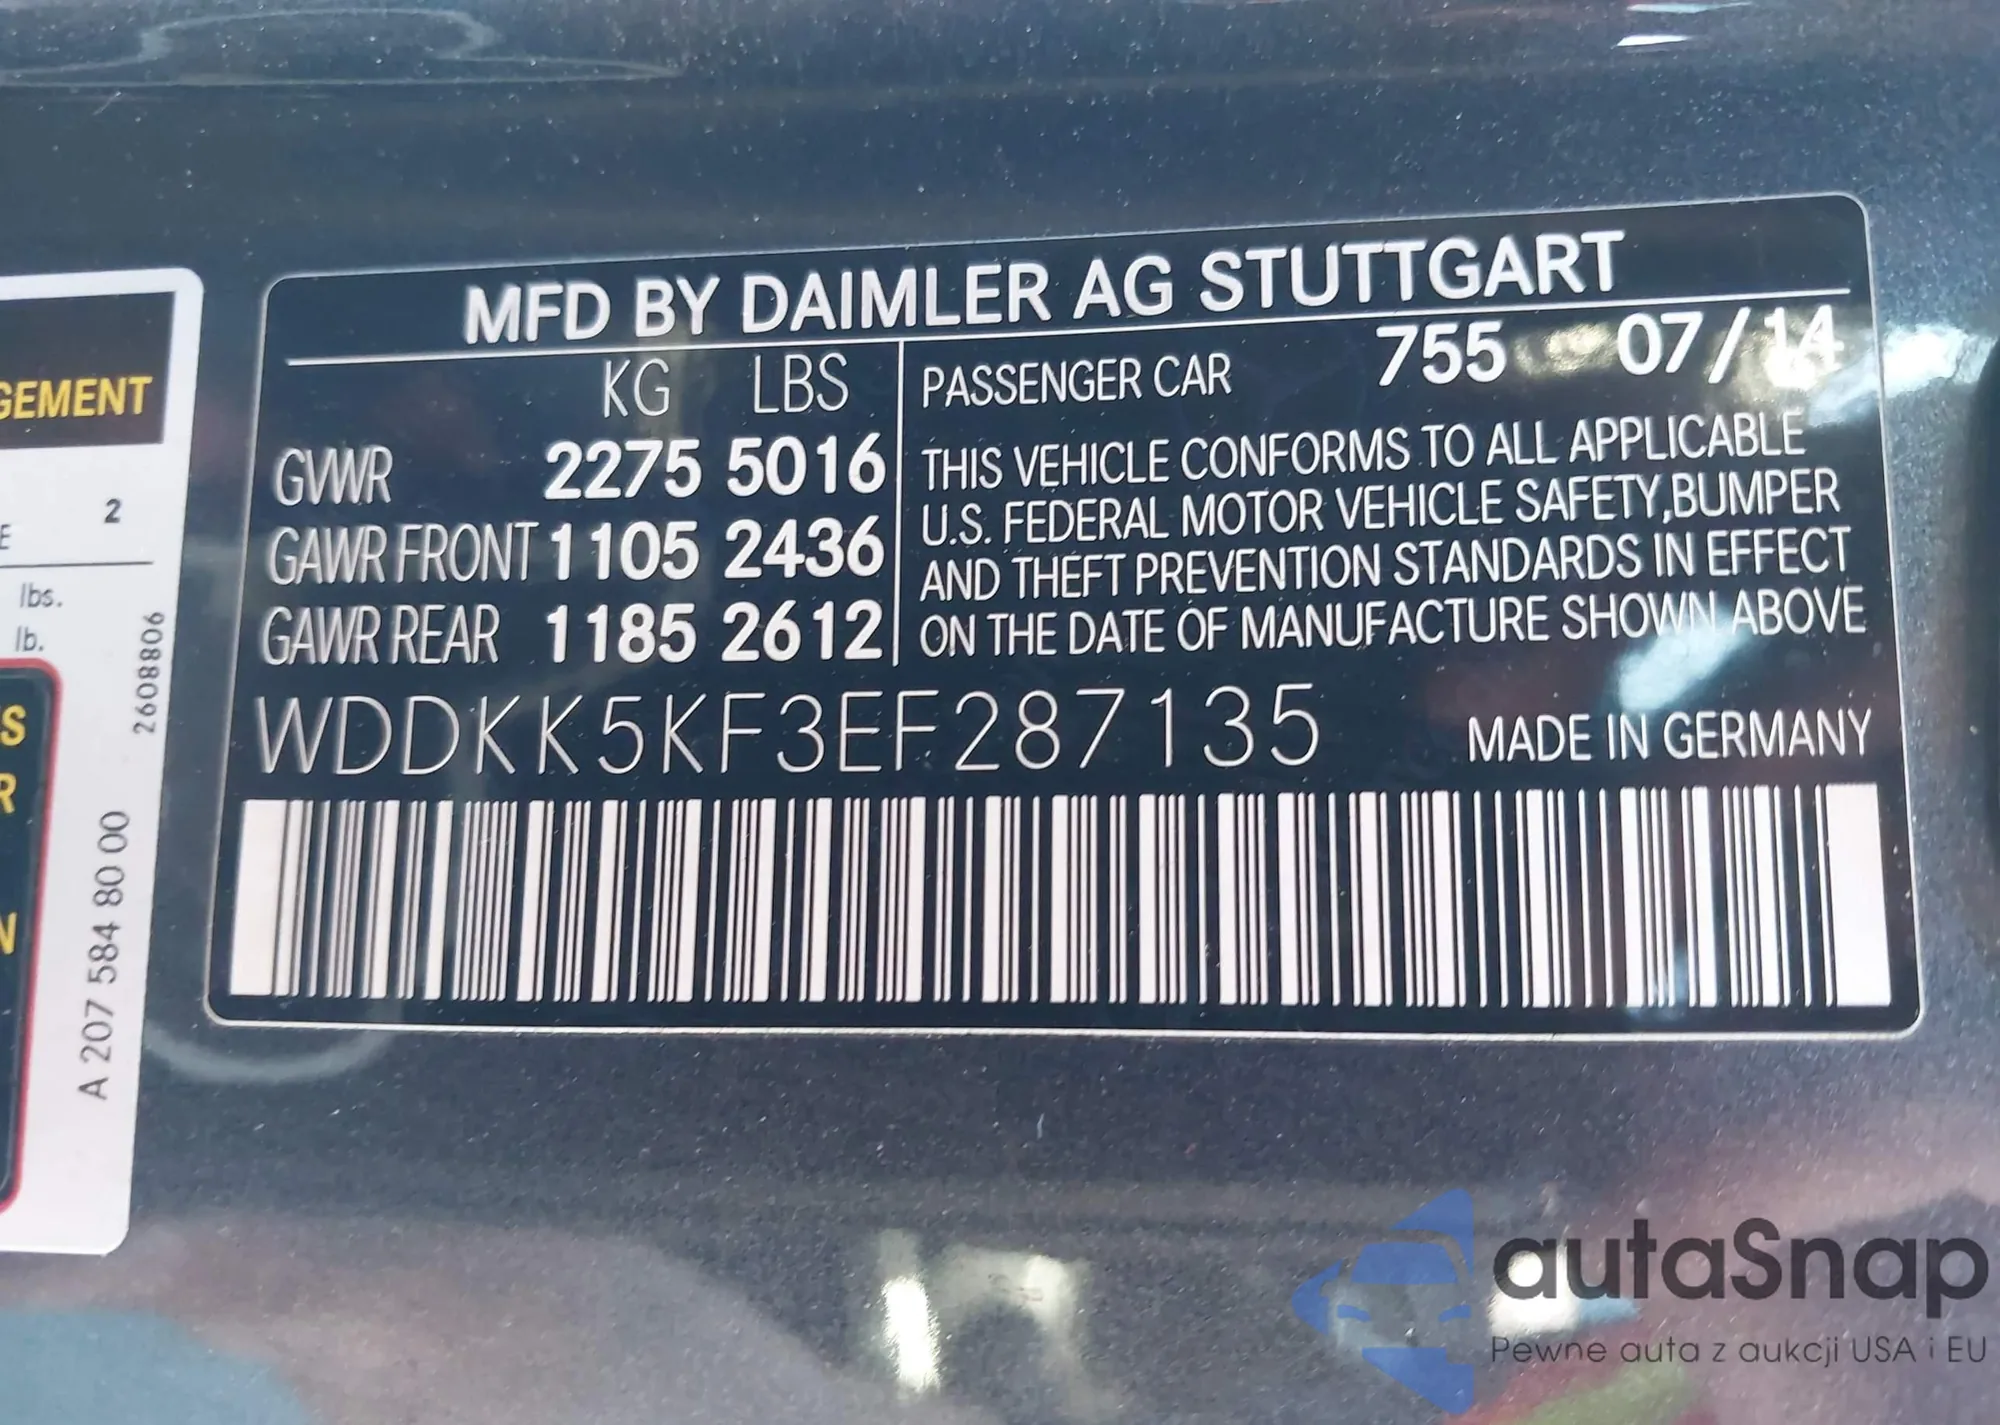 MFD BY DAIMLER AG STUTTGART
KG LBS
GVWR 2275 5016
GAWR FRONT 1105 2436
GAWR REAR 1185 2612
PASSENGER CAR 755 07/14
THIS VEHICLE CONFORMS TO ALL APPLICABLE
U.S. FEDERAL MOTOR VEHICLE SAFETY,BUMPER
AND THEFT PREVENTION STANDARDS IN EFFECT
ON THE DATE OF MANUFACTURE SHOWN ABOVE
WDDKK5KF3EF287135 MADE IN GERMANY
GEMENT
E 2
lbs.
lb.
S
R
N
2608806
A 207 584 80 00
autaSnap
Pewne auta z aukcji USA i EU